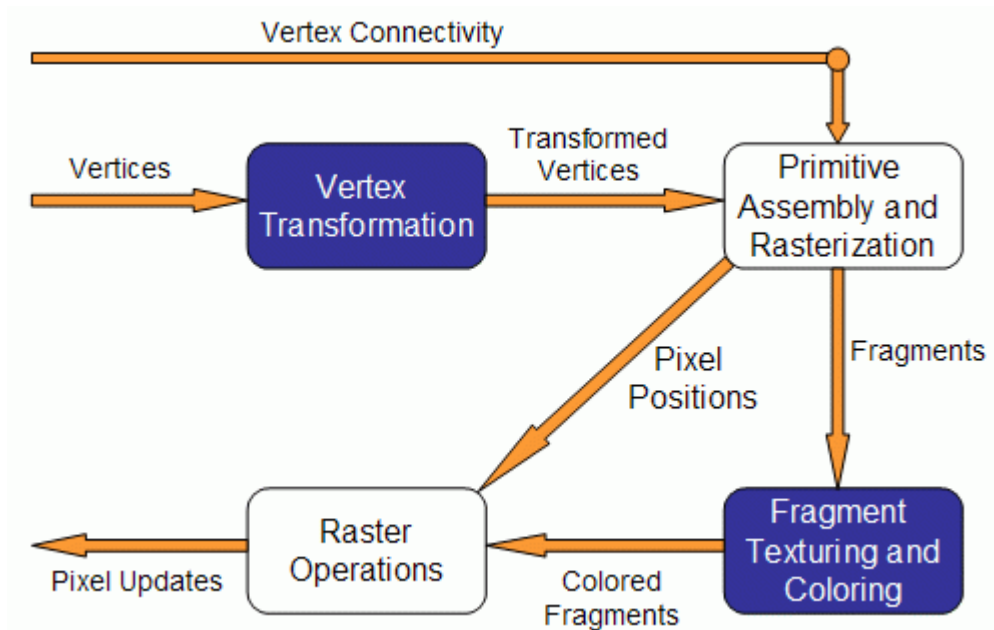 Vertex Connectivity
Vertices
Vertex
Transformation
Transformed
Vertices
Primitive
Assembly and
Rasterization
Pixel
Positions
Fragments
Fragment
Texturing and
Coloring
Colored
Fragments
Raster
Operations
Pixel Updates